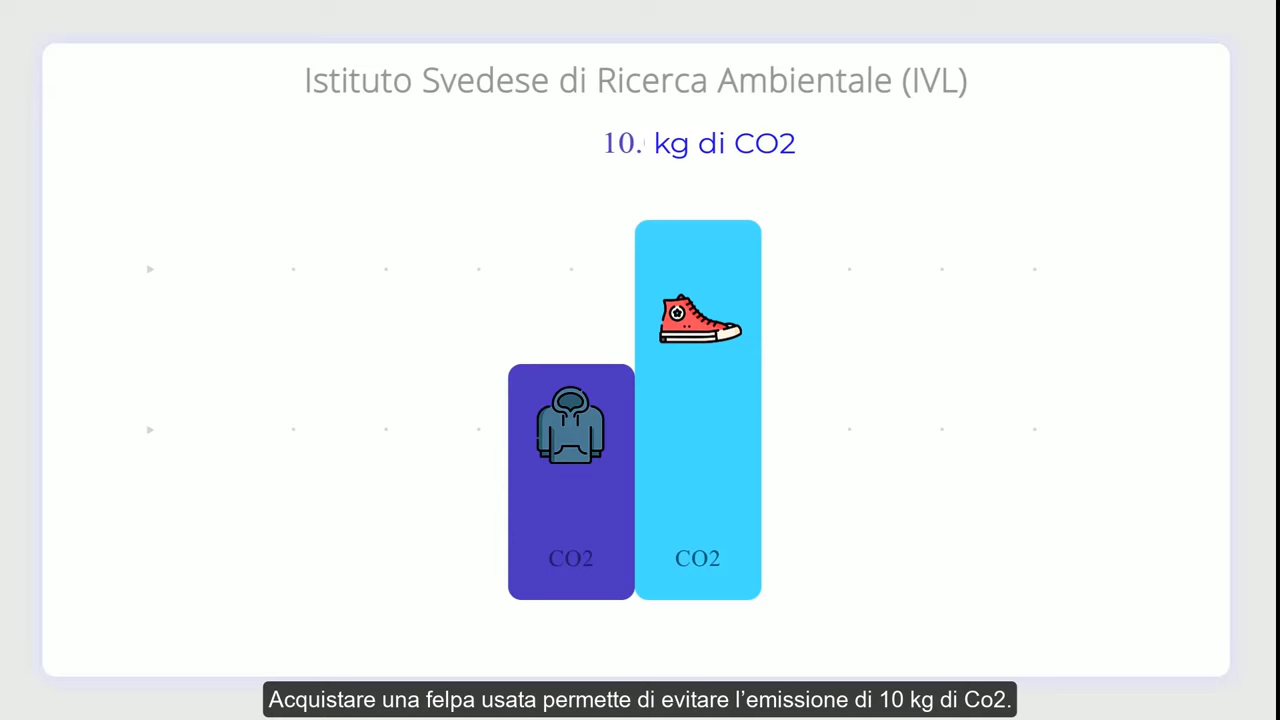 Istituto Svedese di Ricerca Ambientale (IVL)
10. kg di CO2
CO2 CO2
Acquistare una felpa usata permette di evitare l’emissione di 10 kg di Co2.